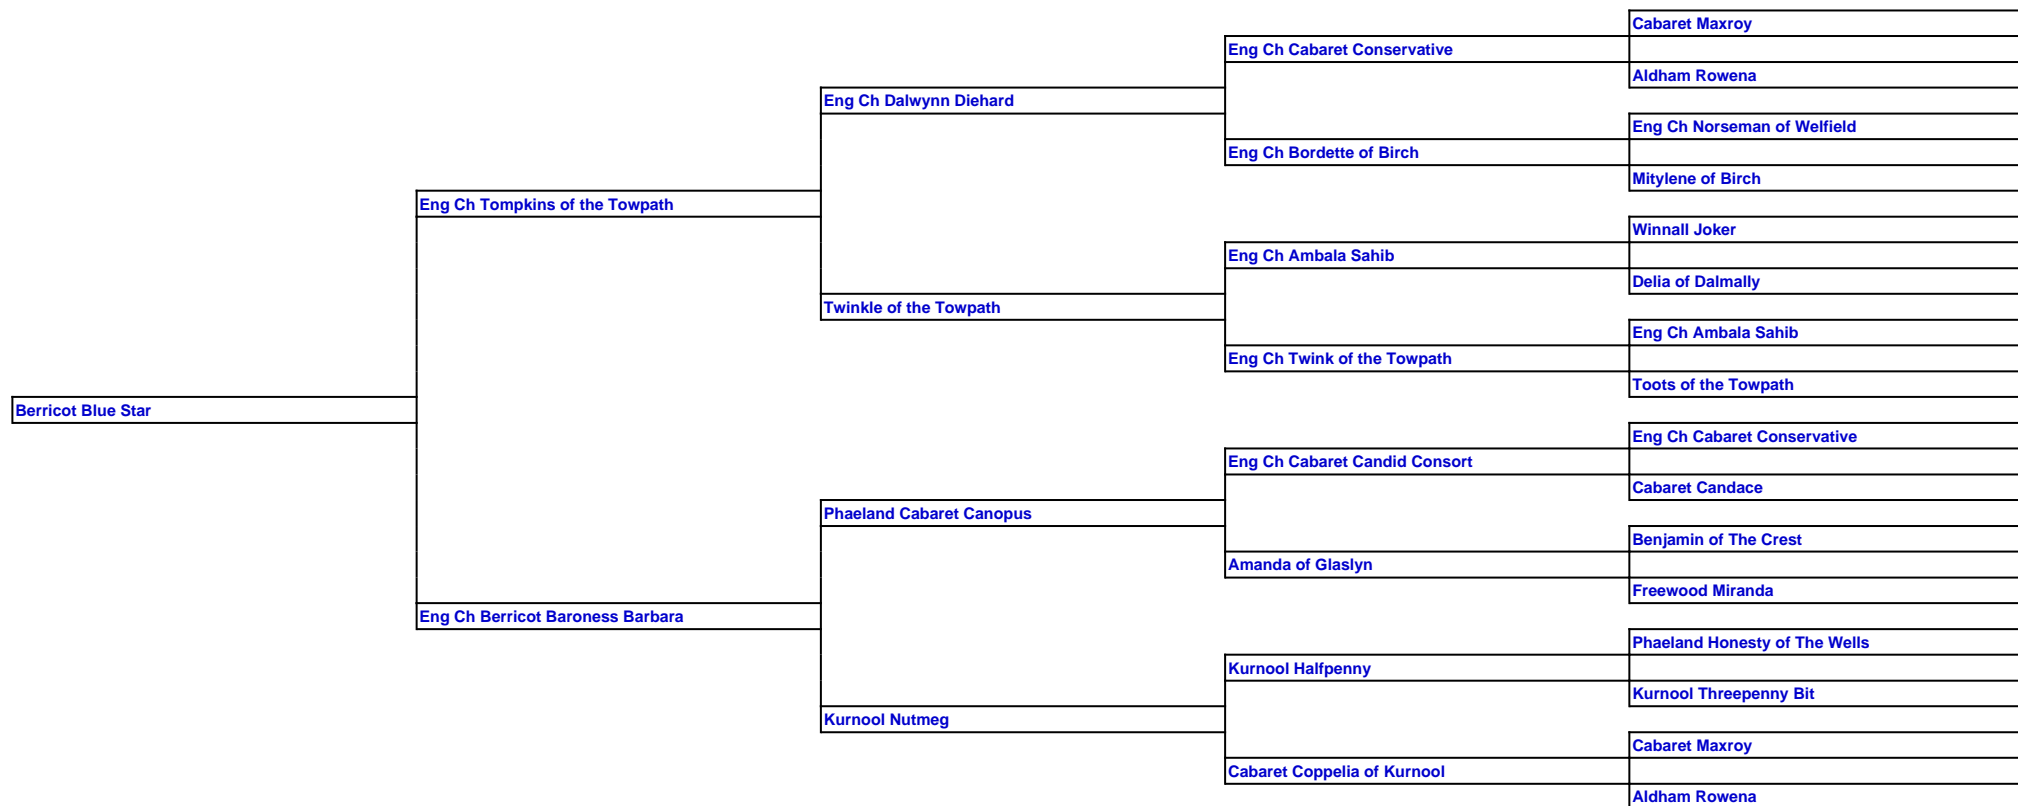 Cabaret Maxroy
Eng Ch Cabaret Conservative
Aldham Rowena
Eng Ch Dalwynn Diehard
Eng Ch Norseman of Welfield
Eng Ch Bordette of Birch
Mitylene of Birch
Eng Ch Tompkins of the Towpath
Winnall Joker
Eng Ch Ambala Sahib
Delia of Dalmally
Twinkle of the Towpath
Eng Ch Ambala Sahib
Eng Ch Twink of the Towpath
Toots of the Towpath
Berricot Blue Star
Eng Ch Cabaret Conservative
Eng Ch Cabaret Candid Consort
Cabaret Candace
Phaeland Cabaret Canopus
Benjamin of The Crest
Amanda of Glaslyn
Freewood Miranda
Eng Ch Berricot Baroness Barbara
Phaeland Honesty of The Wells
Kurnool Halfpenny
Kurnool Threepenny Bit
Kurnool Nutmeg
Cabaret Maxroy
Cabaret Coppelia of Kurnool
Aldham Rowena